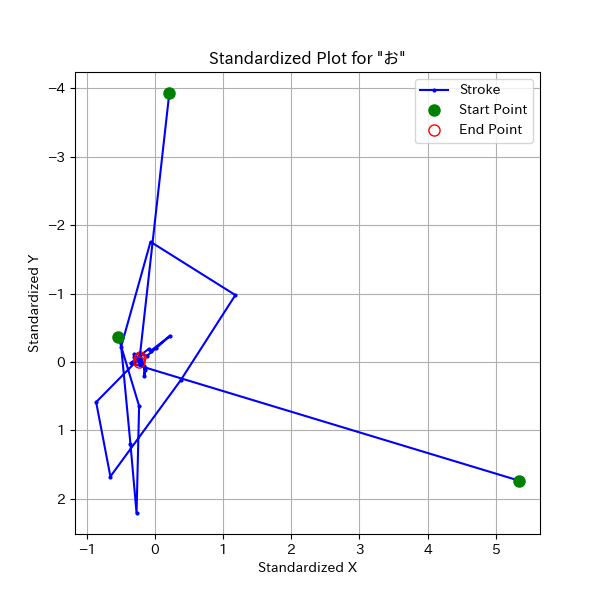 Standardized Plot for "お"
Stroke
Start Point
End Point
−4
−3
−2
−1
0
1
2
Standardized Y
−1 0 1 2 3 4 5
Standardized X